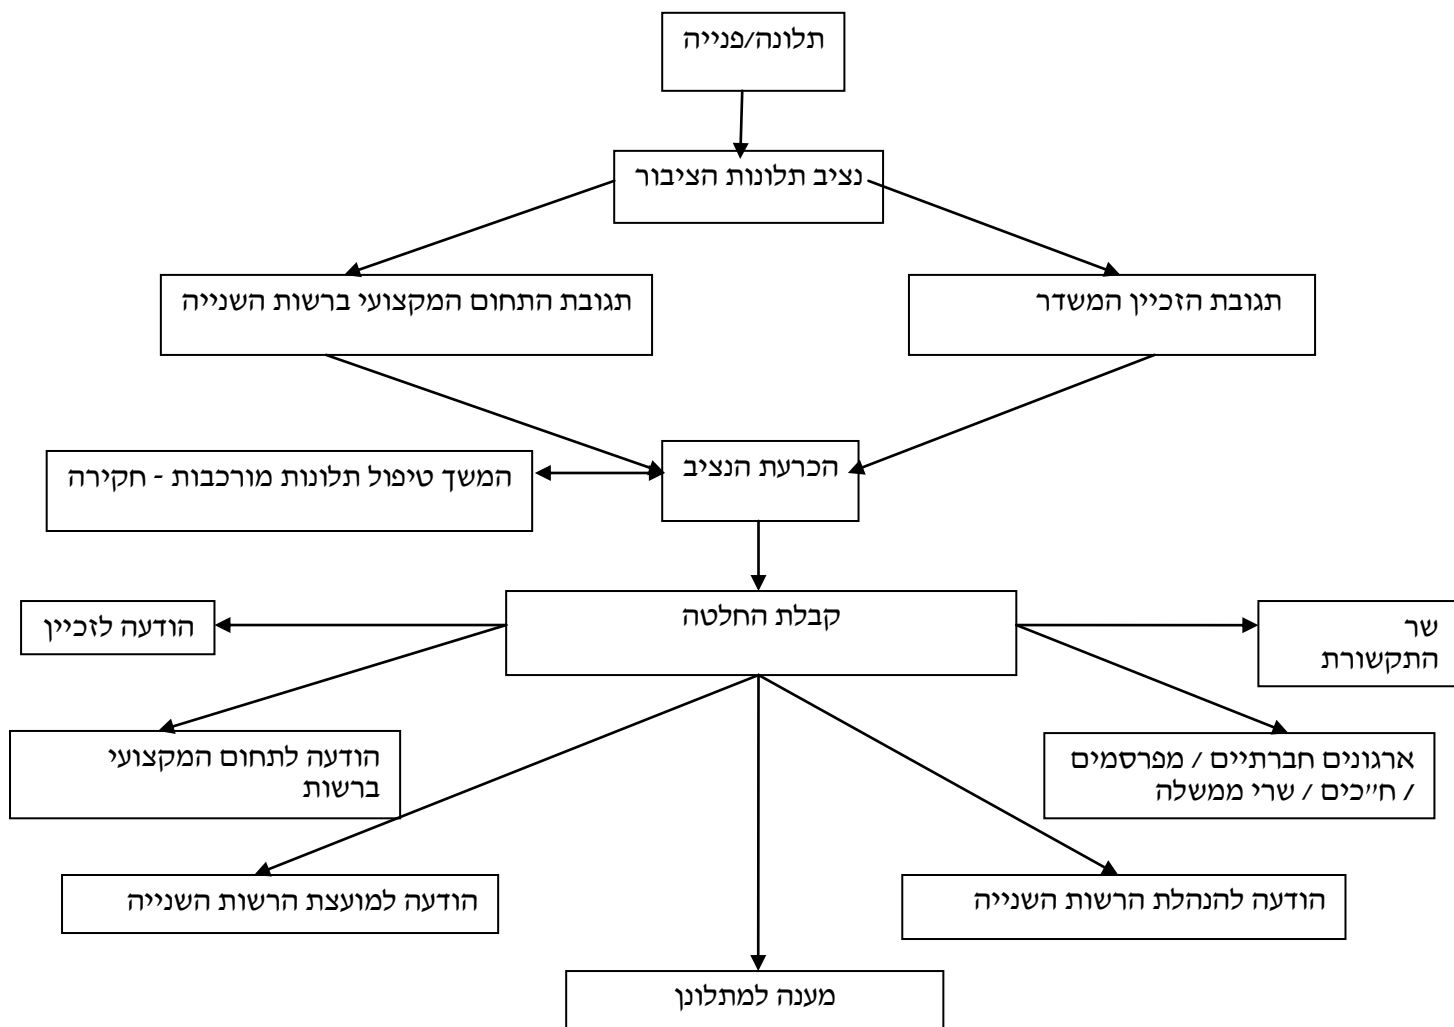 תלונה/פנייה
נציב תלונות הציבור
תגובת הזכיין המשדר
תגובת התחום המקצועי ברשות השנייה
הכרעת הנציב
המשך טיפול תלונות מורכבות - חקירה
קבלת החלטה
שר
התקשורת
הודעה לזכיין
ארגונים חברתיים / מפרסמים
/ ח״כים / שרי ממשלה
הודעה לתחום המקצועי
ברשות
הודעה להנהלת הרשות השנייה
הודעה למועצת הרשות השנייה
מענה למתלונן